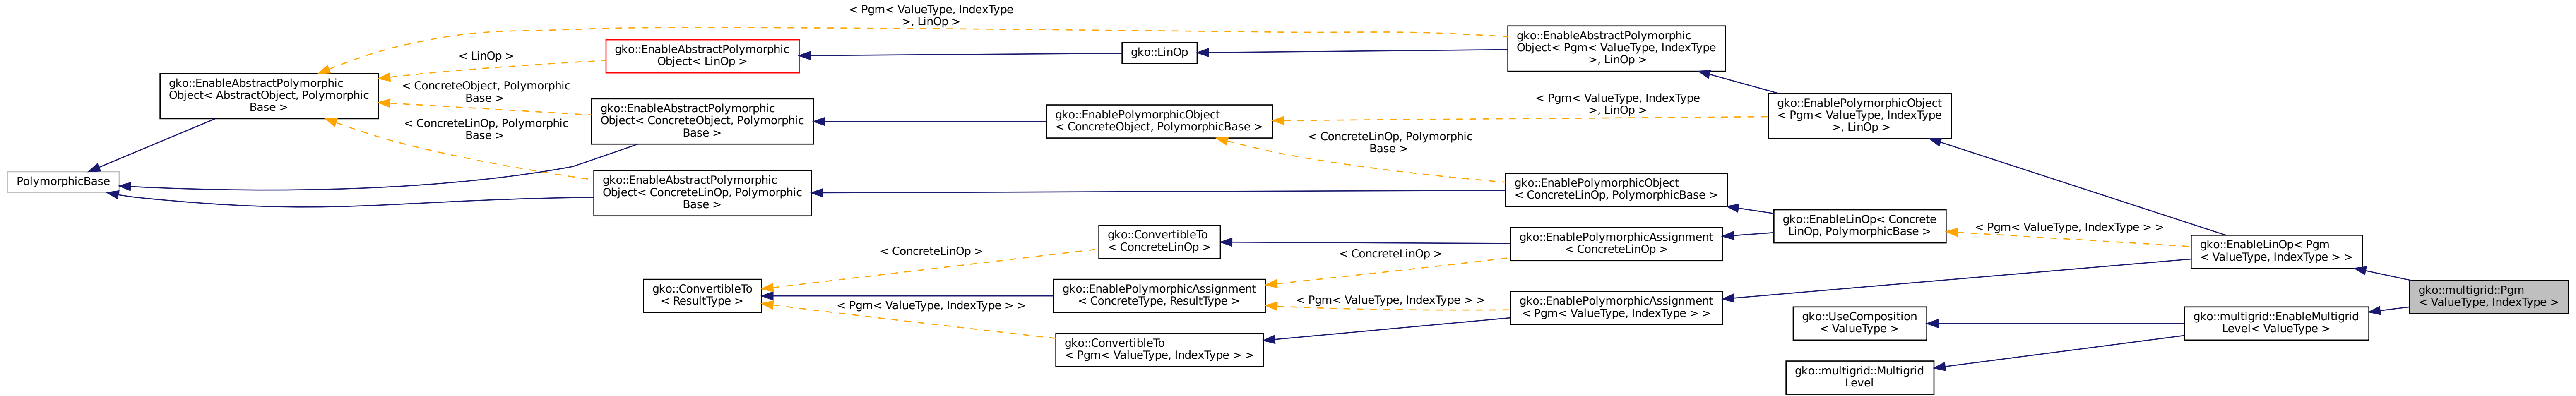 PolymorphicBase
gko::EnableAbstractPolymorphic
Object< AbstractObject, Polymorphic
Base >
< Pgm< ValueType, IndexType
>, LinOp >
< LinOp >
< ConcreteObject, Polymorphic
Base >
< ConcreteLinOp, Polymorphic
Base >
gko::EnableAbstractPolymorphic
Object< LinOp >
gko::EnableAbstractPolymorphic
Object< ConcreteObject, Polymorphic
Base >
gko::EnableAbstractPolymorphic
Object< ConcreteLinOp, Polymorphic
Base >
gko::ConvertibleTo
< ResultType >
< ConcreteLinOp >
< Pgm< ValueType, IndexType > >
gko::LinOp
gko::EnablePolymorphicObject
< ConcreteObject, PolymorphicBase >
gko::ConvertibleTo
< ConcreteLinOp >
gko::EnablePolymorphicAssignment
< ConcreteType, ResultType >
gko::ConvertibleTo
< Pgm< ValueType, IndexType > >
< Pgm< ValueType, IndexType
>, LinOp >
< ConcreteLinOp, Polymorphic
Base >
< ConcreteLinOp >
< Pgm< ValueType, IndexType > >
gko::EnableAbstractPolymorphic
Object< Pgm< ValueType, IndexType
>, LinOp >
gko::EnablePolymorphicObject
< ConcreteLinOp, PolymorphicBase >
gko::EnablePolymorphicAssignment
< ConcreteLinOp >
gko::EnablePolymorphicAssignment
< Pgm< ValueType, IndexType > >
gko::EnablePolymorphicObject
< Pgm< ValueType, IndexType
>, LinOp >
gko::EnableLinOp< Concrete
LinOp, PolymorphicBase >
gko::UseComposition
< ValueType >
gko::multigrid::Multigrid
Level
< Pgm< ValueType, IndexType > >
gko::EnableLinOp< Pgm
< ValueType, IndexType > >
gko::multigrid::EnableMultigrid
Level< ValueType >
gko::multigrid::Pgm
< ValueType, IndexType >